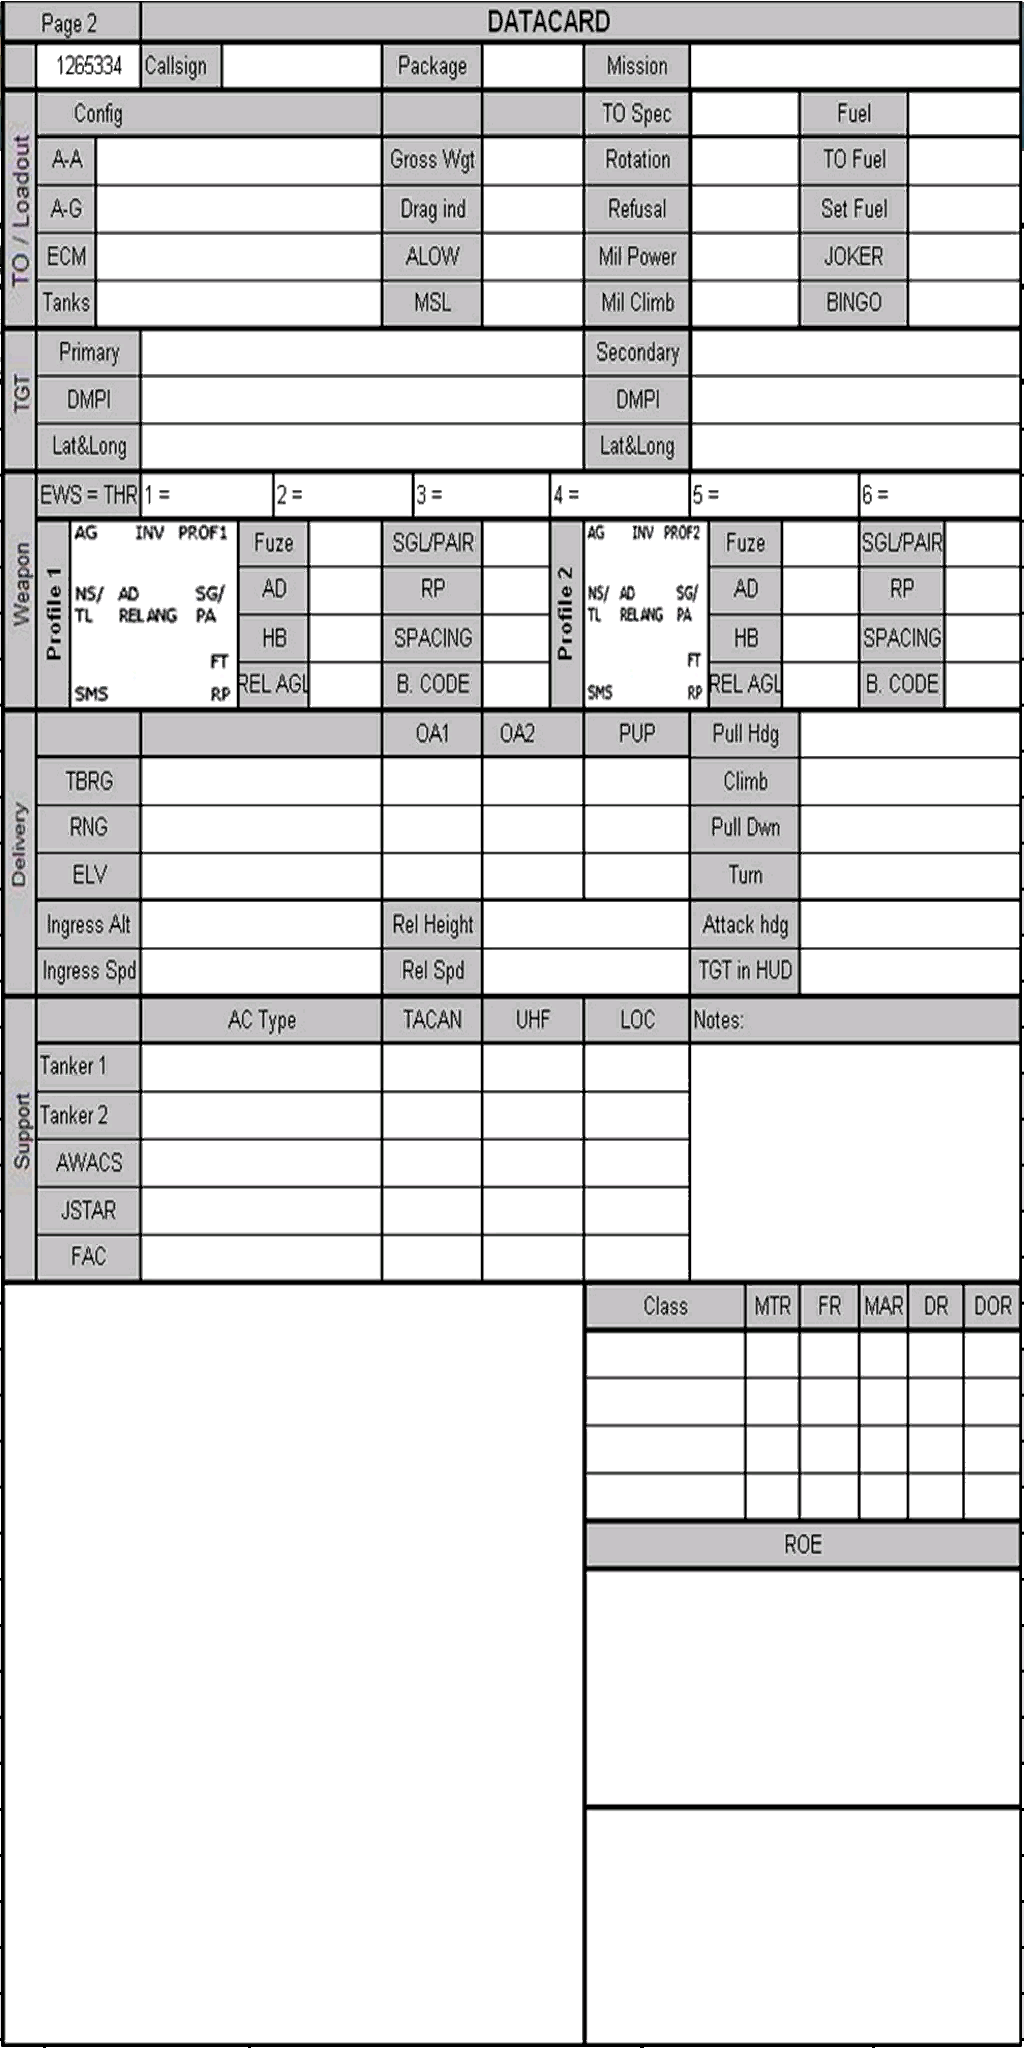 Page 2 DATACARD
1265334 Callsign Package Mission
TO / Loadout
Config TO Spec Fuel
A-A Gross Wgt Rotation TO Fuel
A-G Drag ind Refusal Set Fuel
ECM ALOW Mil Power JOKER
Tanks MSL Mil Climb BINGO
TGT
Primary Secondary
DMPI DMPI
Lat&Long Lat&Long
Weapon
EWS = THR 1 = 2 = 3 = 4 = 5 = 6 =
Profile 1
AG INV PROF1
NS/ AD SG/
TL REL ANG PA
FT
SMS RP
Fuze SGL/PAIR
AD RP
HB SPACING
REL AGL B. CODE
Profile 2
AG INV PROF2
NS/ AD SG/
TL REL ANG PA
FT
SMS RP
Fuze SGL/PAIR
AD RP
HB SPACING
REL AGL B. CODE
Delivery
OA1 OA2 PUP Pull Hdg
TBRG Climb
RNG Pull Dwn
ELV Turn
Ingress Alt Rel Height Attack hdg
Ingress Spd Rel Spd TGT in HUD
Support
AC Type TACAN UHF LOC Notes:
Tanker 1
Tanker 2
AWACS
JSTAR
FAC
Class MTR FR MAR DR DOR
ROE